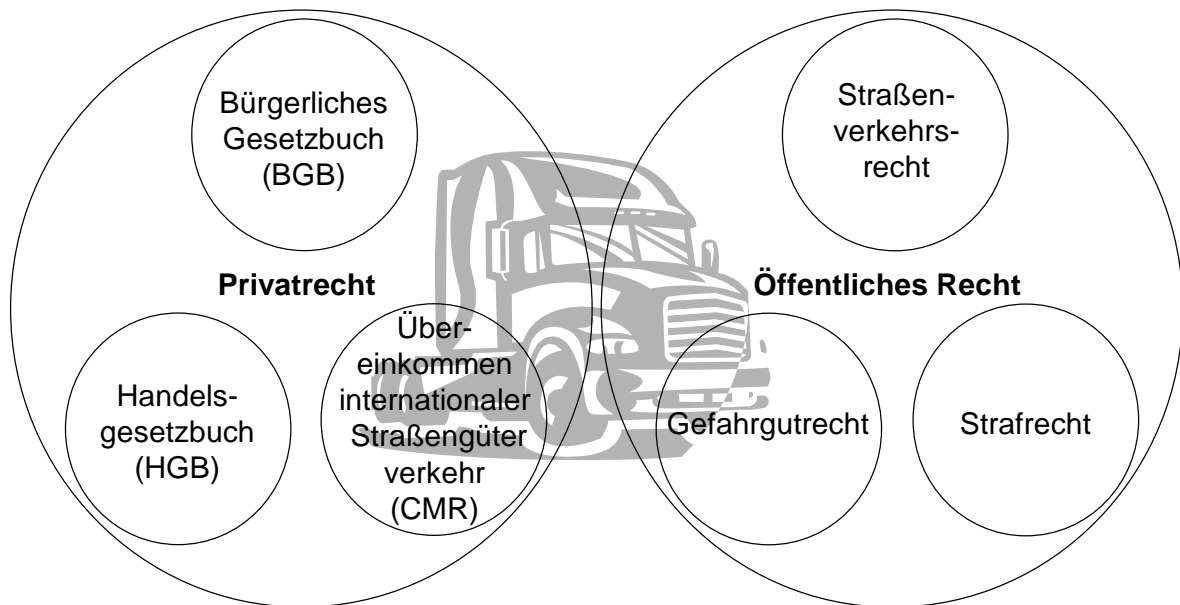 Bürgerliches
Gesetzbuch
(BGB)
Straßen-
verkehrs-
recht
Privatrecht
Öffentliches Recht
Handels-
gesetzbuch
(HGB)
Über-
einkommen
internationaler
Straßengüter
verkehr
(CMR)
Gefahrgutrecht
Strafrecht